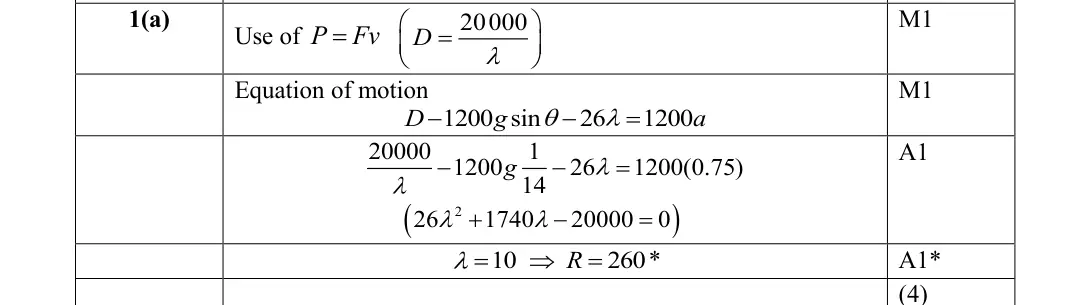 1(a) Use of P = Fv (D = 20000/λ) M1
Equation of motion M1
D − 1200g sin θ − 26λ = 1200a
20000/λ − 1200g 1/14 − 26λ = 1200(0.75) A1
(26λ² + 1740λ − 20000 = 0)
λ = 10 ⇒ R = 260* A1*
(4)